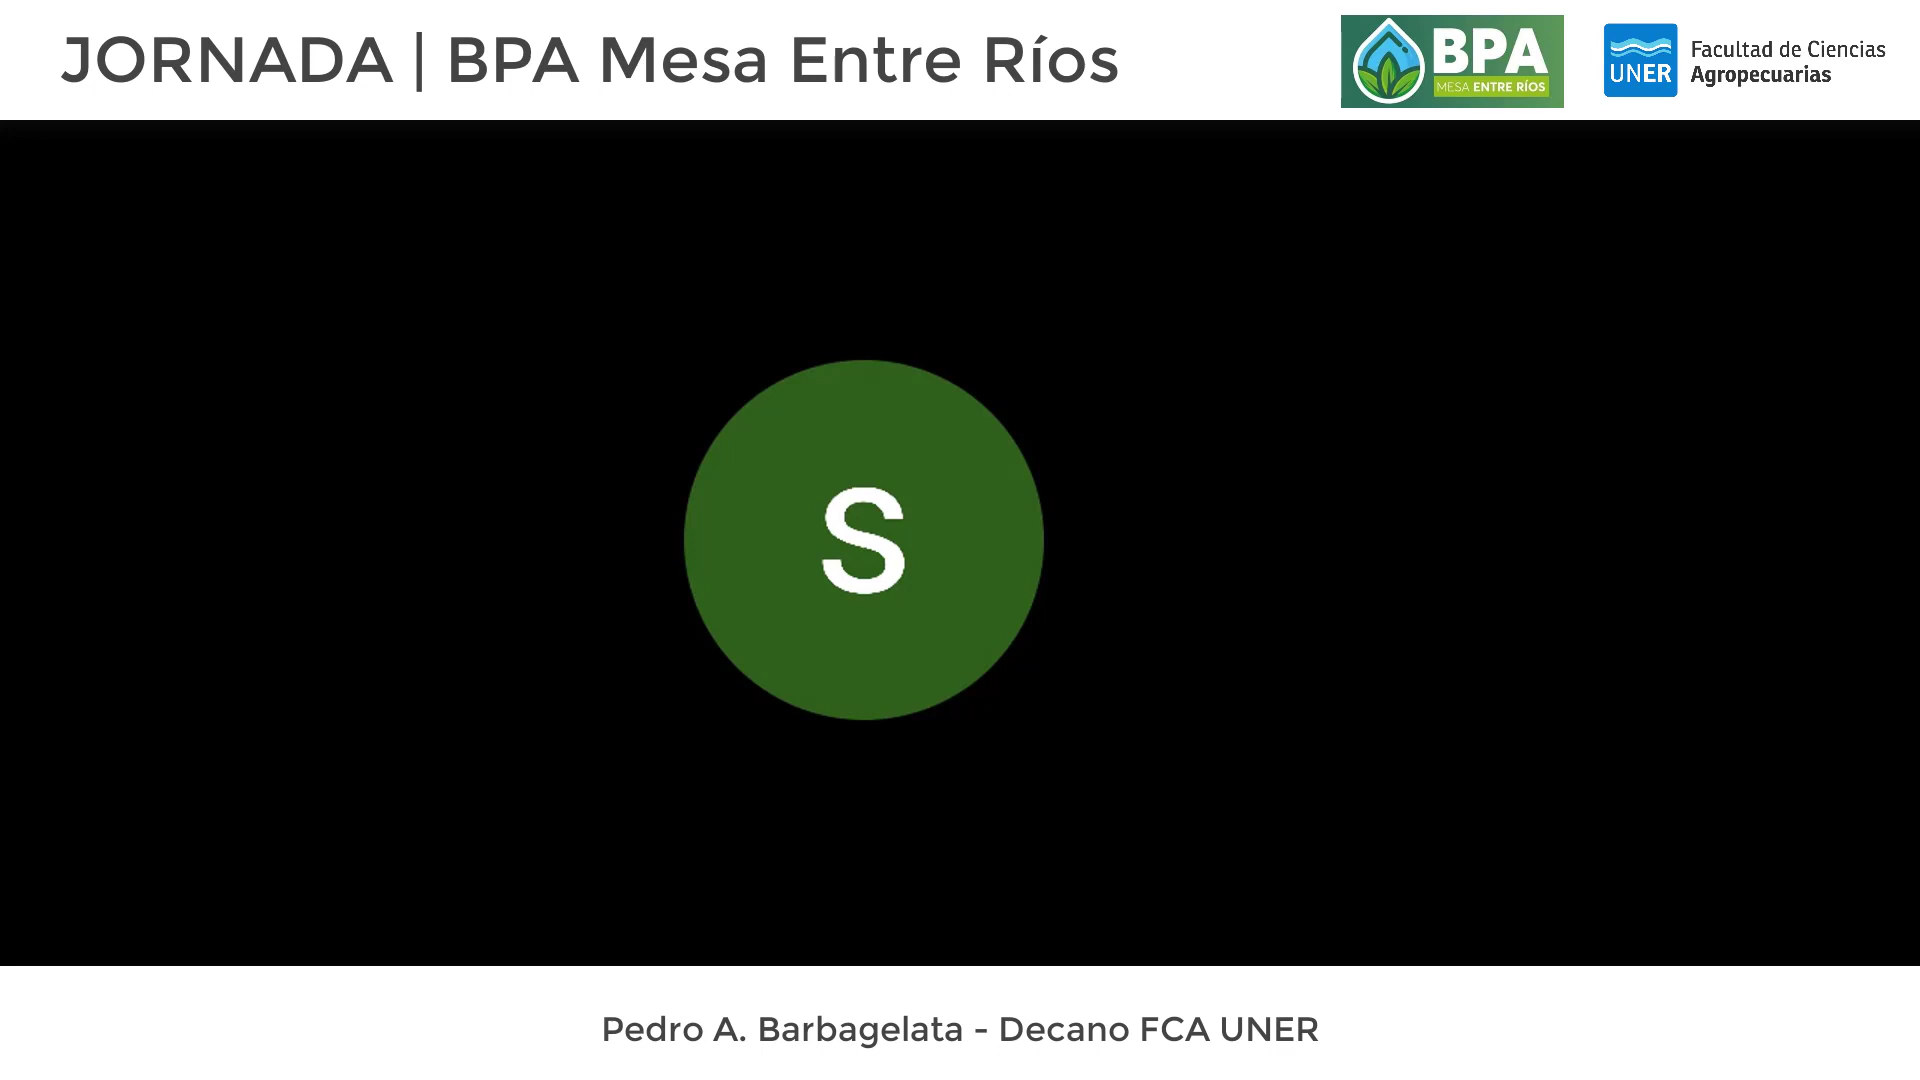 JORNADA | BPA Mesa Entre Ríos
BPA
MESA ENTRE RÍOS
UNER
Facultad de Ciencias
Agropecuarias
S
Pedro A. Barbagelata - Decano FCA UNER